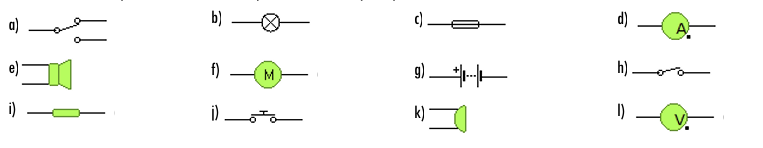 a) b) c) d) A
e) f) M g) + h)
i) j) k) l) V